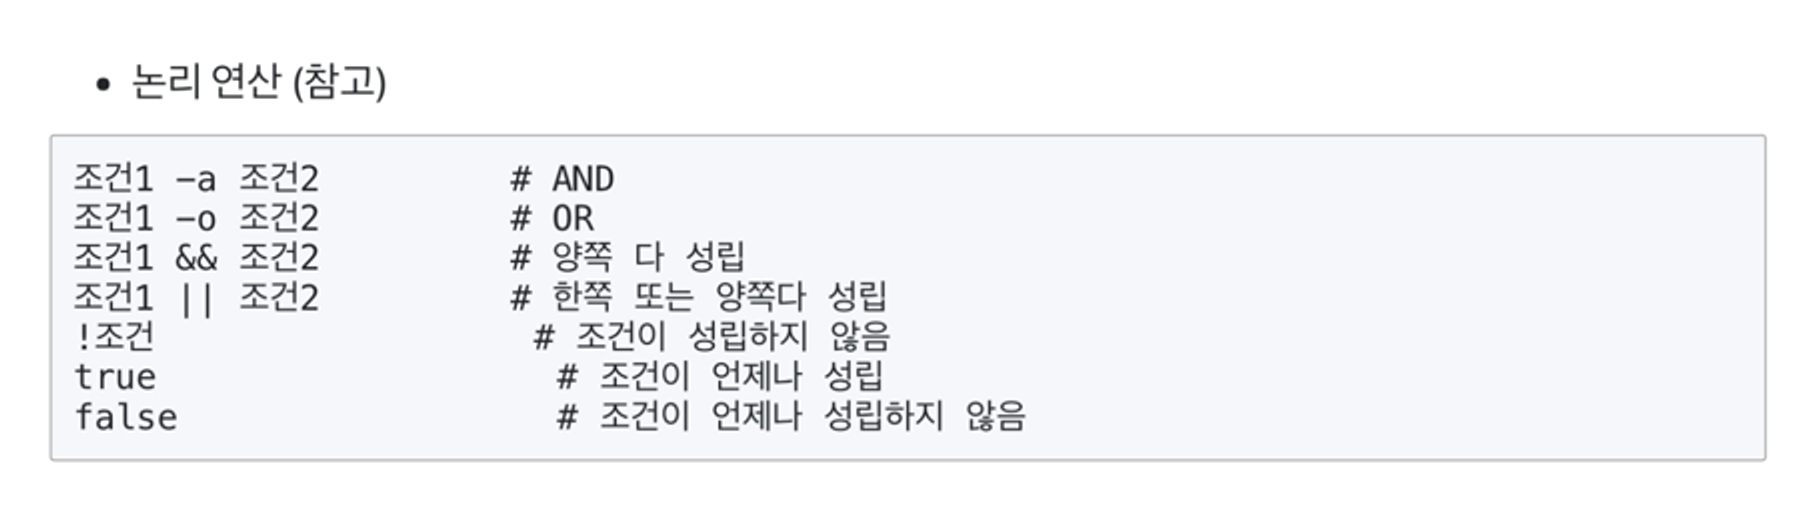 • 논리 연산 (참고)
조건1 -a 조건2 # AND
조건1 -o 조건2 # OR
조건1 && 조건2 # 양쪽 다 성립
조건1 || 조건2 # 한쪽 또는 양쪽다 성립
!조건 # 조건이 성립하지 않음
true # 조건이 언제나 성립
false # 조건이 언제나 성립하지 않음